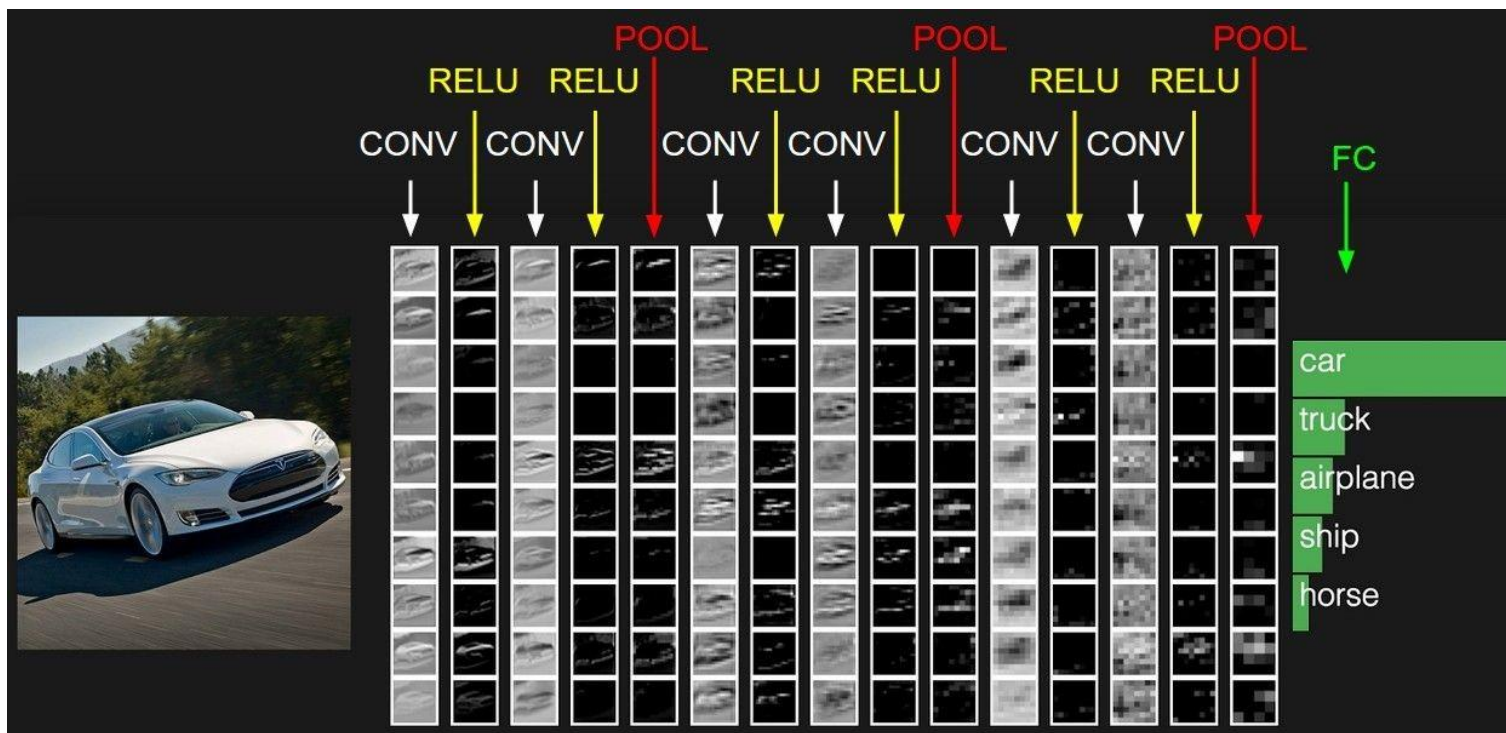 POOL POOL POOL
RELU RELU RELU RELU RELU RELU
CONV CONV CONV CONV CONV CONV
FC
car
truck
airplane
ship
horse